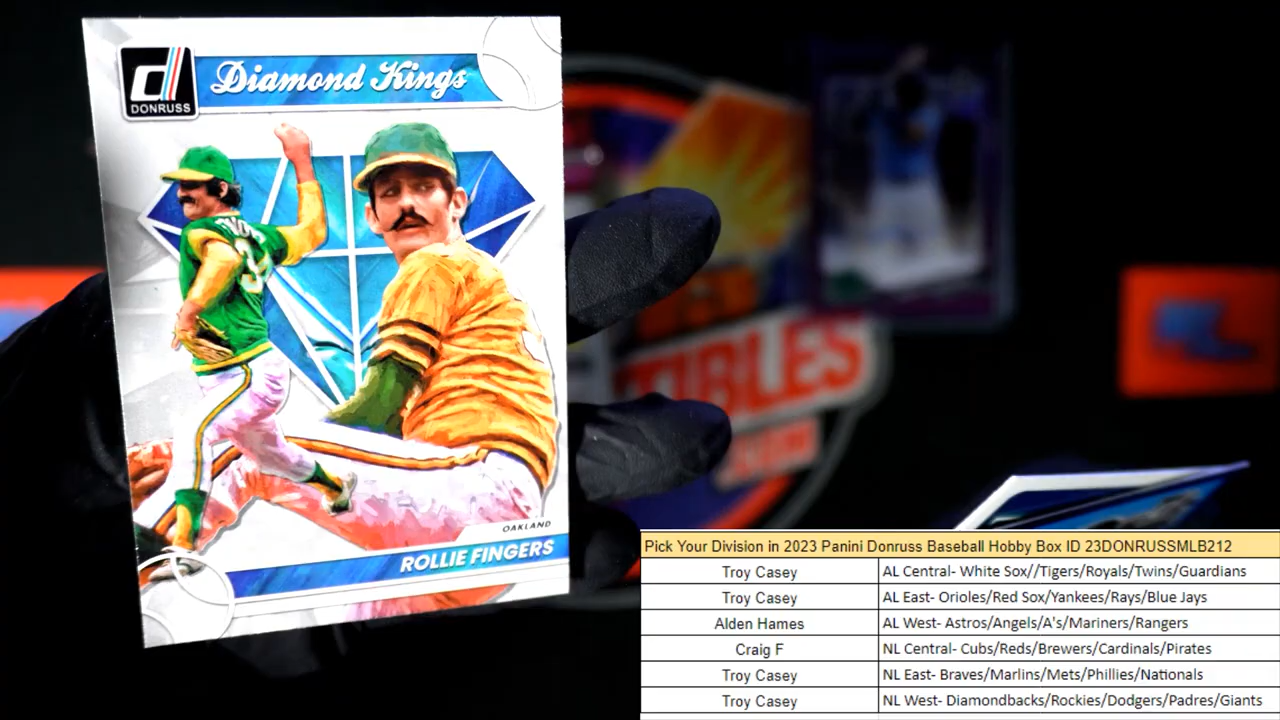 Diamond Kings
DONRUSS
OAKLAND
ROLLIE FINGERS
TIBLES
Pick Your Division in 2023 Panini Donruss Baseball Hobby Box ID 23DONRUSSMLB212
Troy Casey AL Central- White Sox//Tigers/Royals/Twins/Guardians
Troy Casey AL East- Orioles/Red Sox/Yankees/Rays/Blue Jays
Alden Hames AL West- Astros/Angels/A's/Mariners/Rangers
Craig F NL Central- Cubs/Reds/Brewers/Cardinals/Pirates
Troy Casey NL East- Braves/Marlins/Mets/Phillies/Nationals
Troy Casey NL West- Diamondbacks/Rockies/Dodgers/Padres/Giants